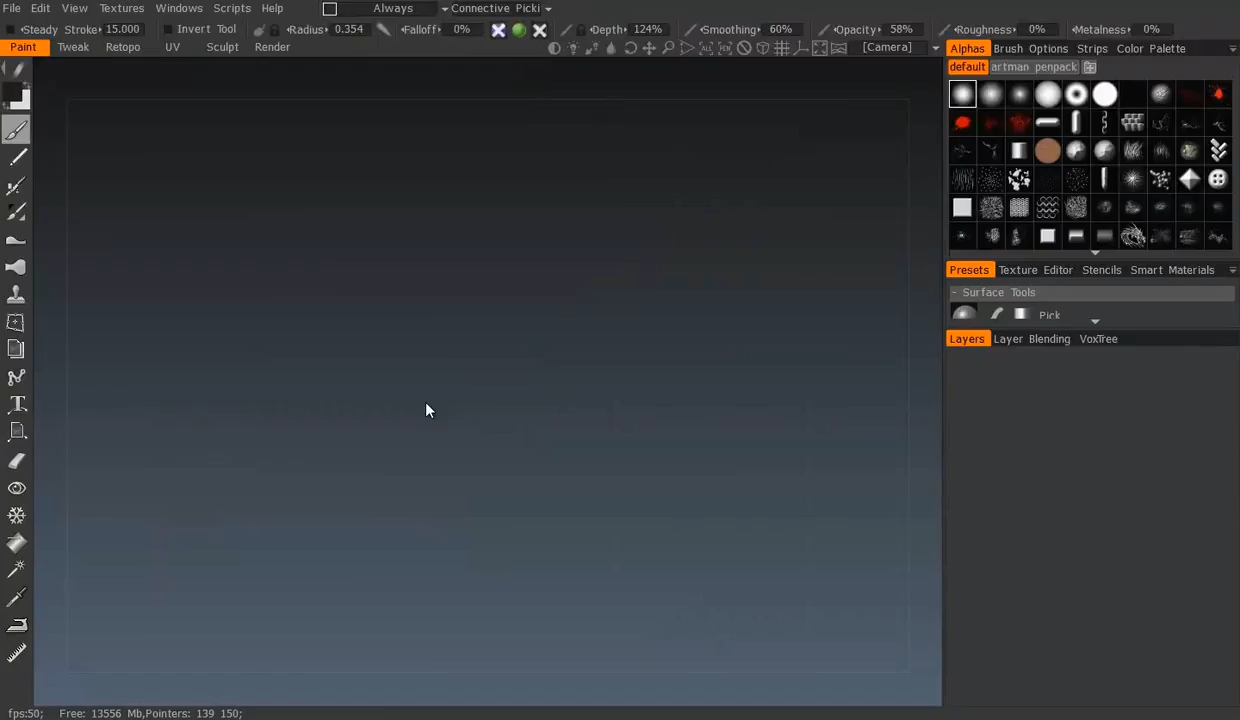 File Edit View Textures Windows Scripts Help Always Connective Picki
Steady Stroke: 15.000 Invert Tool Radius: 0.354 Falloff: 0% Depth: 124% Smoothing: 60% Opacity: 58% Roughness: 0% Metalness: 0%
Paint Tweak Retopo UV Sculpt Render [Camera] Alphas Brush Options Strips Color Palette
default artman penpack
Presets Texture Editor Stencils Smart Materials
- Surface Tools
Pick
Layers Layer Blending VoxTree
fps:50; Free: 13556 Mb,Pointers: 139 150;